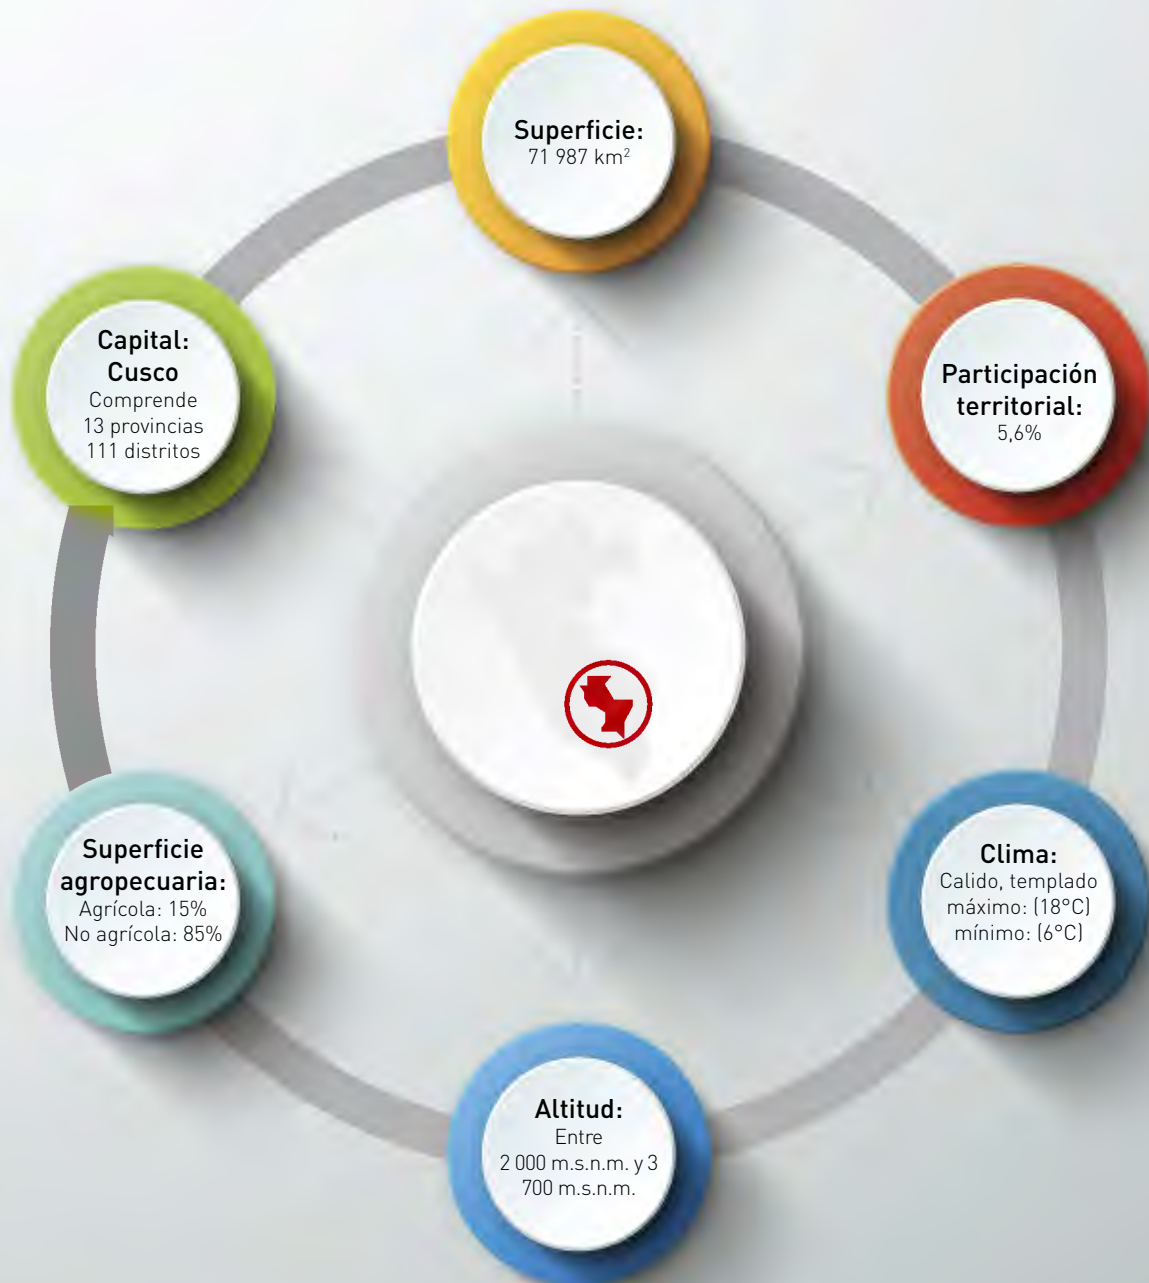 Superficie:
71 987 km²
Capital:
Cusco
Comprende
13 provincias
111 distritos
Participación
territorial:
5,6%
Superficie
agropecuaria:
Agrícola: 15%
No agrícola: 85%
Clima:
Calido, templado
máximo: (18°C)
mínimo: (6°C)
Altitud:
Entre
2 000 m.s.n.m. y 3
700 m.s.n.m.